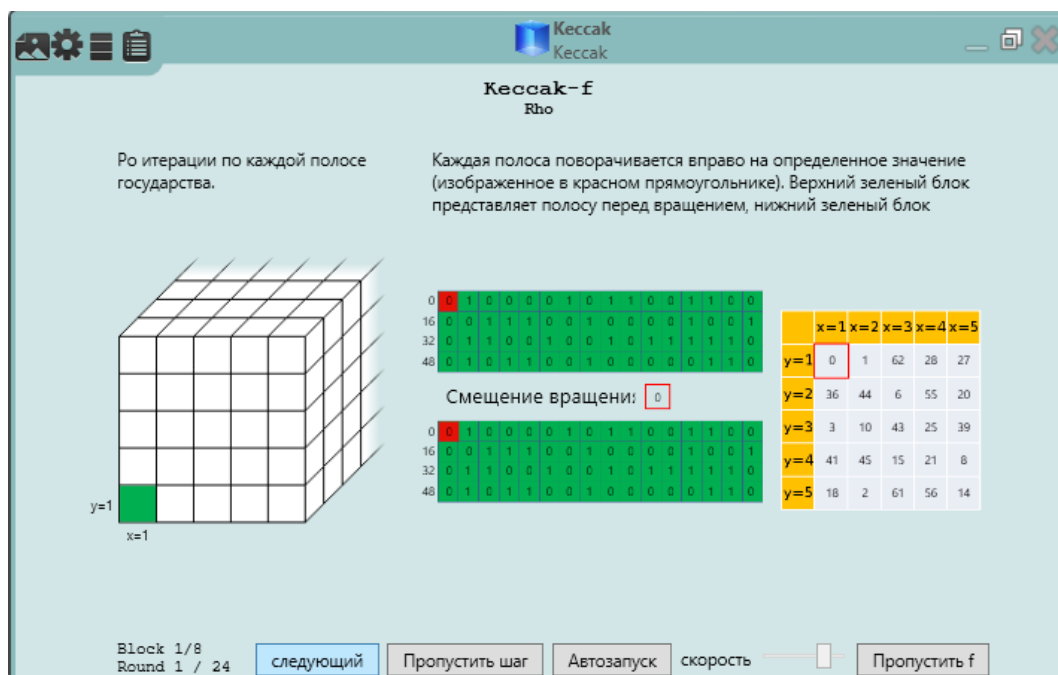 Keccak
Keccak
Keccak-f
Rho
Ро итерации по каждой полосе
государства.
Каждая полоса поворачивается вправо на определенное значение
(изображенное в красном прямоугольнике). Верхний зеленый блок
представляет полосу перед вращением, нижний зеленый блок
0 0 1 0 0 0 0 1 0 1 1 0 0 1 1 0 0
16 0 0 1 1 1 0 0 1 0 0 0 0 1 0 0 1
32 0 1 1 0 0 1 0 0 1 0 1 1 1 1 1 0
48 0 1 0 1 1 0 0 1 0 0 0 0 0 1 1 0
Смещение вращени: 0
0 0 1 0 0 0 0 1 0 1 1 0 0 1 1 0 0
16 0 0 1 1 1 0 0 1 0 0 0 0 1 0 0 1
32 0 1 1 0 0 1 0 0 1 0 1 1 1 1 1 0
48 0 1 0 1 1 0 0 1 0 0 0 0 0 1 1 0
x=1 x=2 x=3 x=4 x=5
y=1 0 1 62 28 27
y=2 36 44 6 55 20
y=3 3 10 43 25 39
y=4 41 45 15 21 8
y=5 18 2 61 56 14
y=1
x=1
Block 1/8
Round 1 / 24
следующий
Пропустить шаг
Автозапуск
скорость
Пропустить f